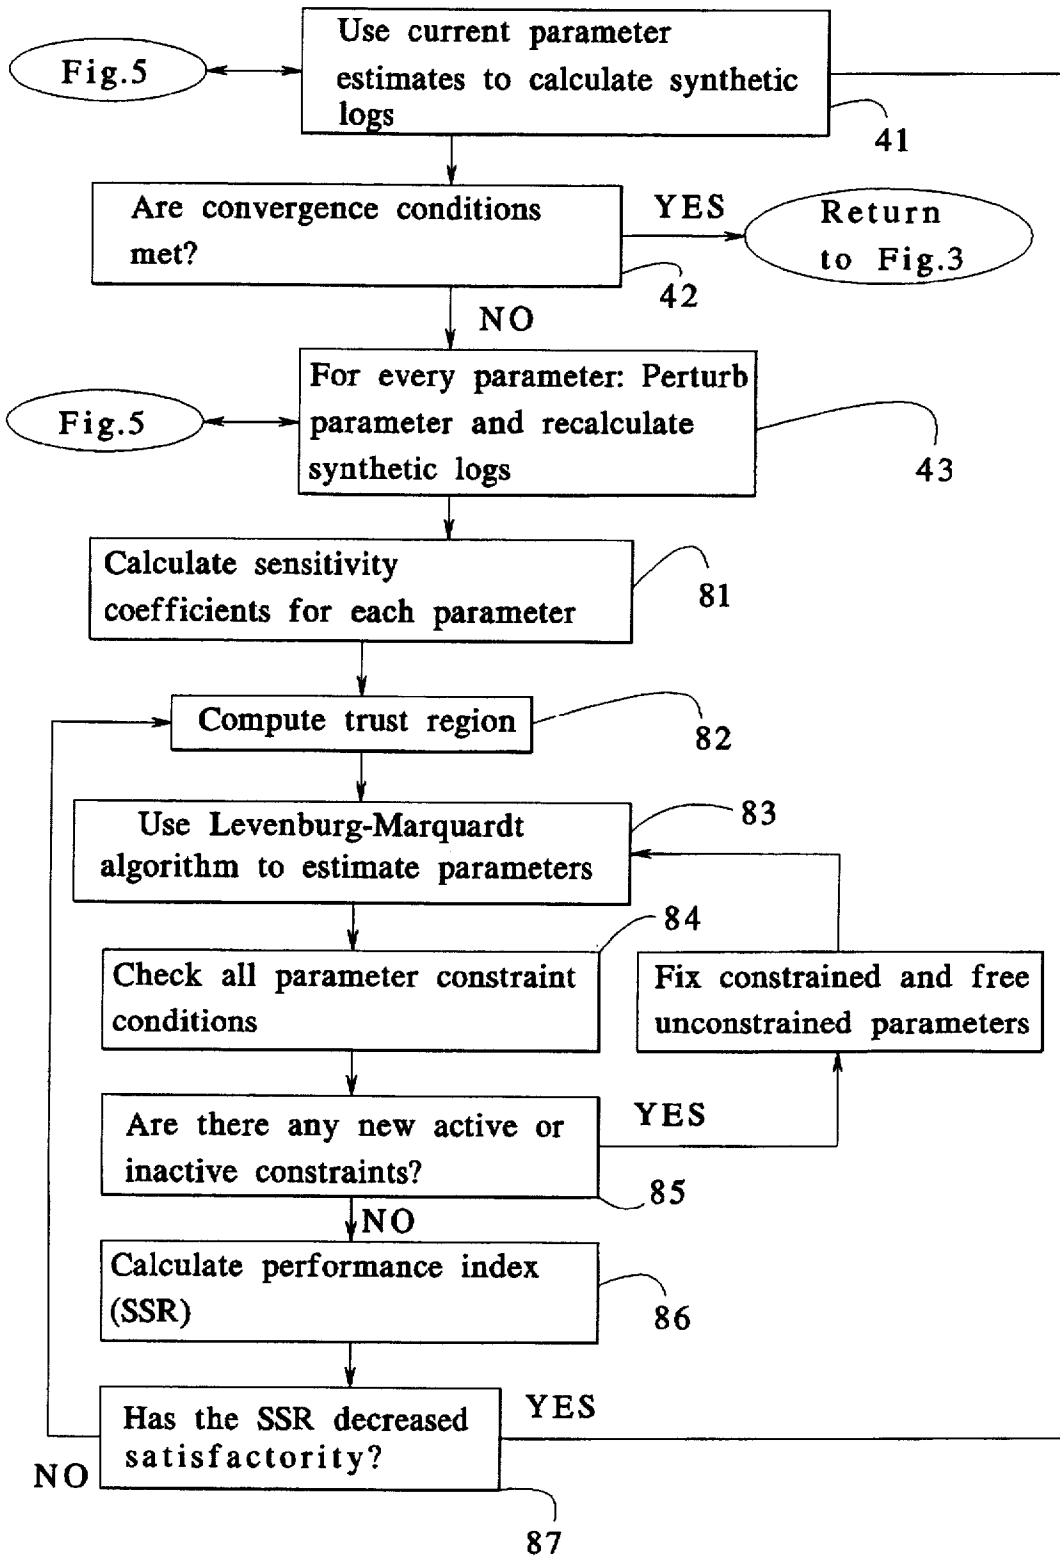 Use current parameter
estimates to calculate synthetic
logs
Fig.5
41
Are convergence conditions
met?
YES
Return
to Fig.3
42
NO
For every parameter: Perturb
parameter and recalculate
synthetic logs
Fig.5
43
Calculate sensitivity
coefficients for each parameter
81
Compute trust region
82
Use Levenburg-Marquardt
algorithm to estimate parameters
83
84
Check all parameter constraint
conditions
Fix constrained and free
unconstrained parameters
Are there any new active or
inactive constraints?
YES
85
NO
Calculate performance index
(SSR)
86
Has the SSR decreased
satisfactority?
YES
NO
87